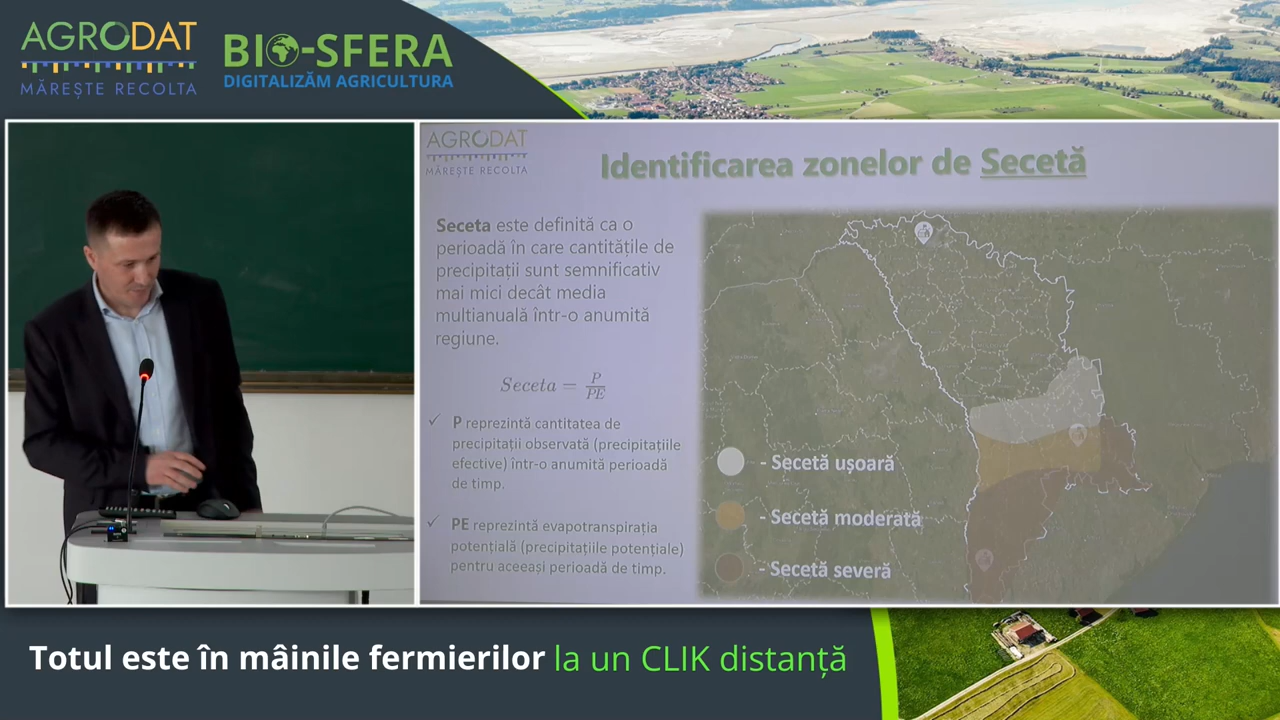 AGRODAT
MĂREȘTE RECOLTA
BIO-SFERA
DIGITALIZĂM AGRICULTURA
AGRODAT
MĂREȘTE RECOLTA
Identificarea zonelor de Secetă
Seceta este definită ca o
perioadă în care cantitățile de
precipitații sunt semnificativ
mai mici decât media
multianuală într-o anumită
regiune.
Seceta = P/PE
✓ P reprezintă cantitatea de
precipitații observată (precipitațiile
efective) într-o anumită perioadă
de timp.
✓ PE reprezintă evapotranspirația
potențială (precipitațiile potențiale)
pentru aceeași perioadă de timp.
- Secetă ușoară
- Secetă moderată
- Secetă severă
Totul este în mâinile fermierilor la un CLIK distanță